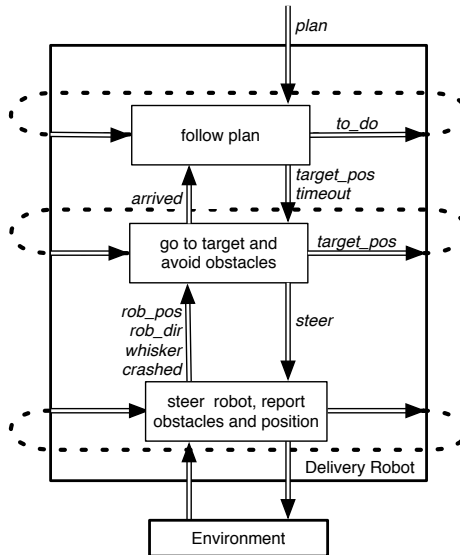 plan
follow plan
to_do
target_pos
timeout
arrived
go to target and
avoid obstacles
target_pos
rob_pos
rob_dir
whisker
crashed
steer
steer robot, report
obstacles and position
Delivery Robot
Environment